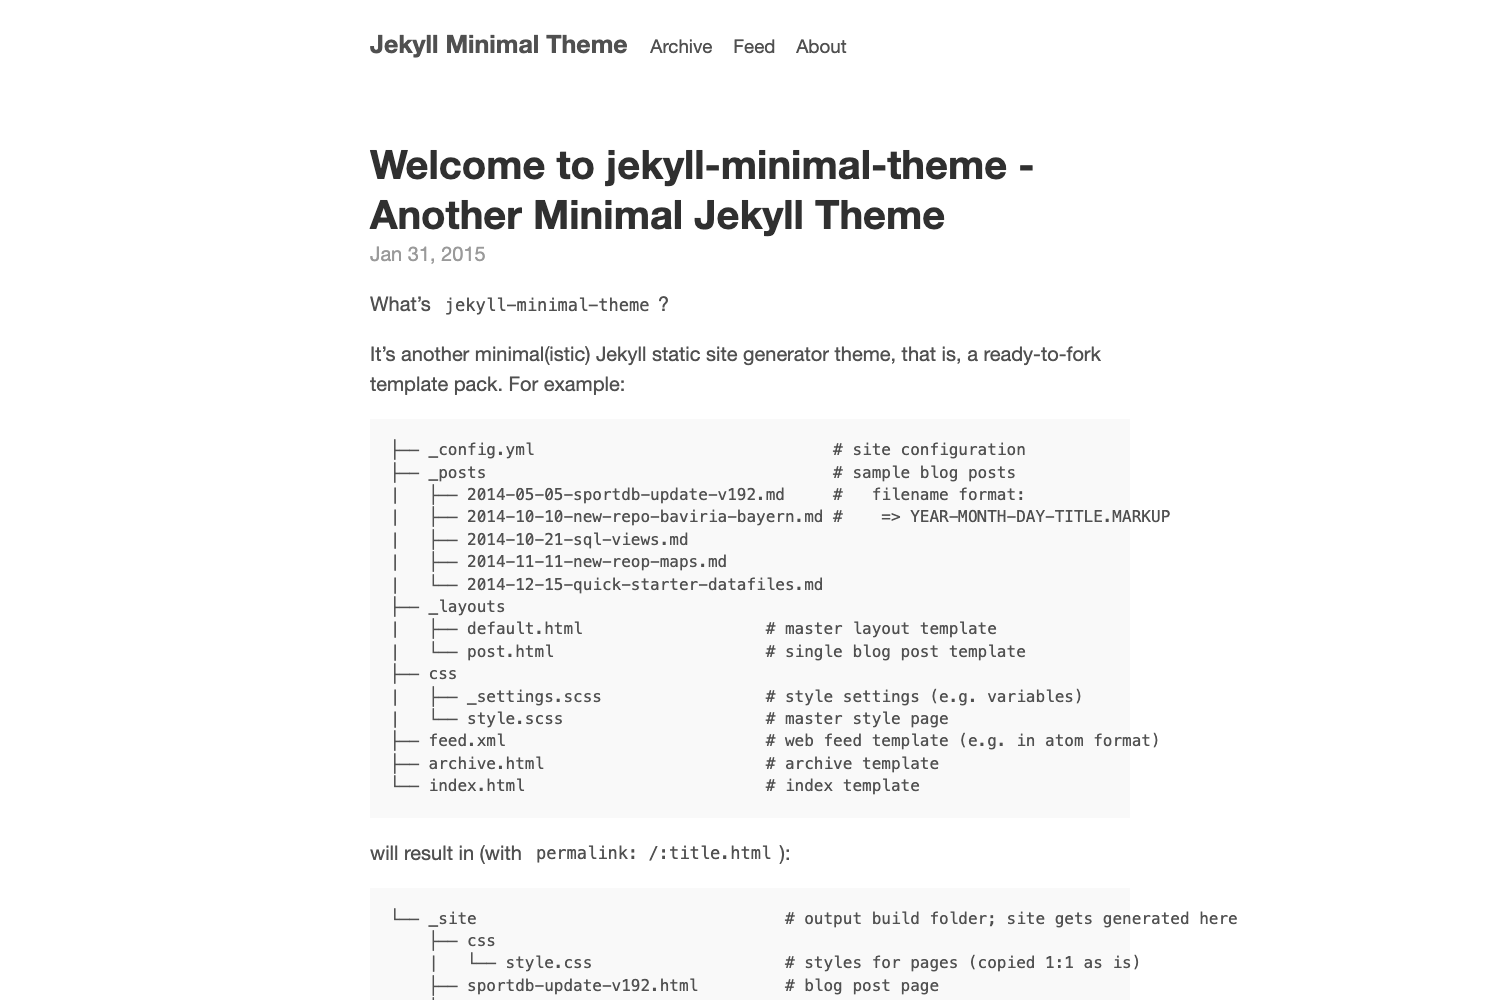 Jekyll Minimal Theme Archive Feed About
Welcome to jekyll-minimal-theme -
Another Minimal Jekyll Theme
Jan 31, 2015
What’s jekyll-minimal-theme ?
It’s another minimal(istic) Jekyll static site generator theme, that is, a ready-to-fork
template pack. For example:
├── _config.yml                               # site configuration
├── _posts                                    # sample blog posts
|   ├── 2014-05-05-sportdb-update-v192.md     #   filename format:
|   ├── 2014-10-10-new-repo-baviria-bayern.md #    => YEAR-MONTH-DAY-TITLE.MARKUP
|   ├── 2014-10-21-sql-views.md
|   ├── 2014-11-11-new-reop-maps.md
|   └── 2014-12-15-quick-starter-datafiles.md
├── _layouts
|   ├── default.html                   # master layout template
|   └── post.html                      # single blog post template
├── css
|   ├── _settings.scss                 # style settings (e.g. variables)
|   └── style.scss                     # master style page
├── feed.xml                           # web feed template (e.g. in atom format)
├── archive.html                       # archive template
└── index.html                         # index template
will result in (with permalink: /:title.html ):
└── _site                                # output build folder; site gets generated here
    ├── css
    |   └── style.css                    # styles for pages (copied 1:1 as is)
    ├── sportdb-update-v192.html         # blog post page